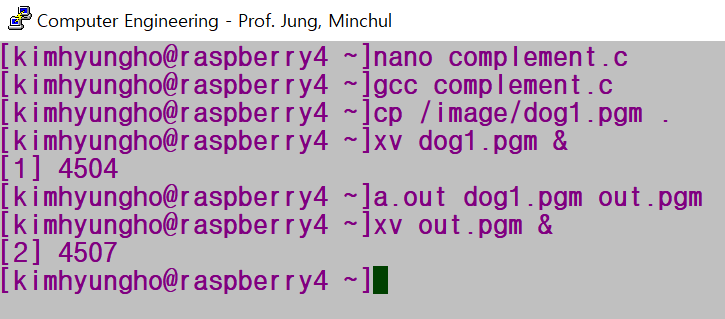 Computer Engineering - Prof. Jung, Minchul
[kimhyungho@raspberry4 ~]nano complement.c
[kimhyungho@raspberry4 ~]gcc complement.c
[kimhyungho@raspberry4 ~]cp /image/dog1.pgm .
[kimhyungho@raspberry4 ~]xv dog1.pgm &
[1] 4504
[kimhyungho@raspberry4 ~]a.out dog1.pgm out.pgm
[kimhyungho@raspberry4 ~]xv out.pgm &
[2] 4507
[kimhyungho@raspberry4 ~]